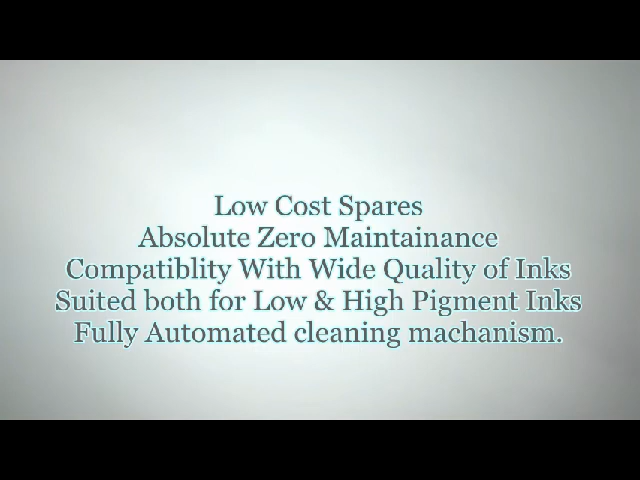 Low Cost Spares
Absolute Zero Maintainance
Compatiblity With Wide Quality of Inks
Suited both for Low & High Pigment Inks
Fully Automated cleaning machanism.